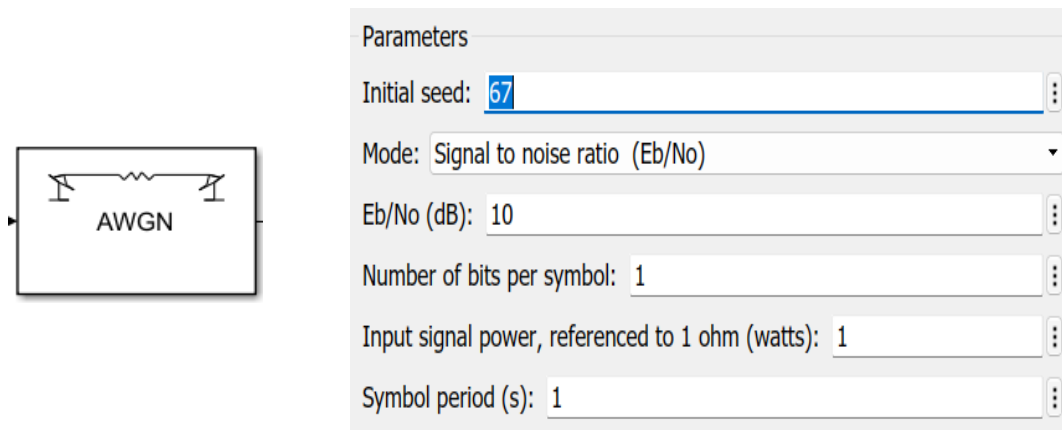 AWGN
Parameters
Initial seed: 67
Mode: Signal to noise ratio  (Eb/No)
Eb/No (dB): 10
Number of bits per symbol: 1
Input signal power, referenced to 1 ohm (watts): 1
Symbol period (s): 1